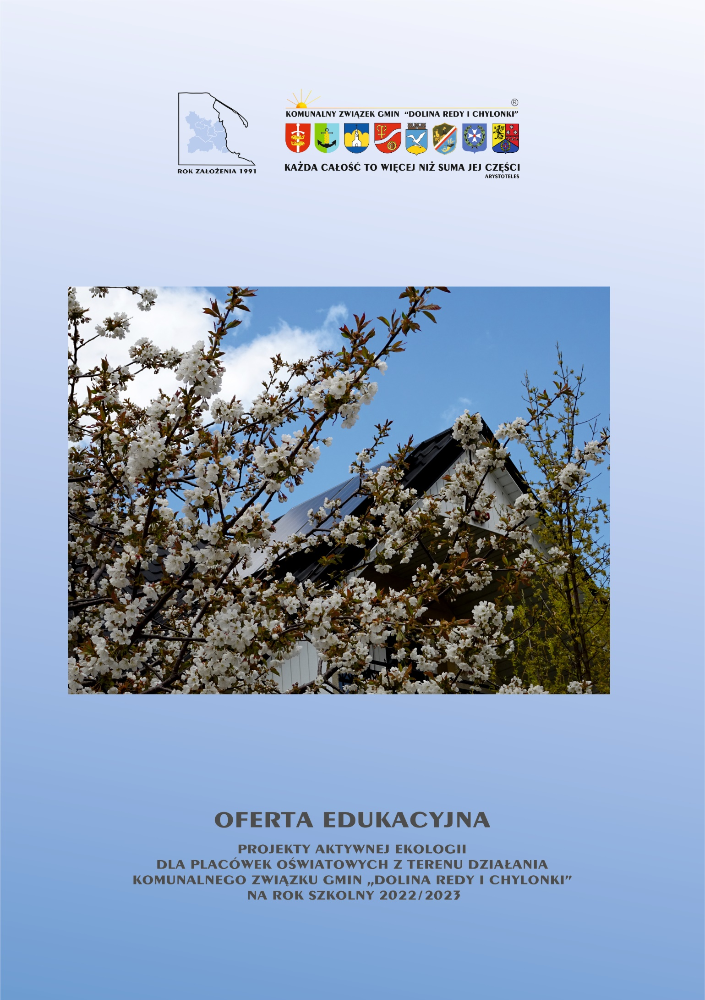 ®
KOMUNALNY ZWIĄZEK GMIN “DOLINA REDY I CHYLONKI”
KAŻDA CAŁOŚĆ TO WIĘCEJ NIŻ SUMA JEJ CZĘŚCI
ARYSTOTELES
ROK ZAŁOŻENIA 1991
OFERTA EDUKACYJNA
PROJEKTY AKTYWNEJ EKOLOGII
DLA PLACÓWEK OŚWIATOWYCH Z TERENU DZIAŁANIA
KOMUNALNEGO ZWIĄZKU GMIN „DOLINA REDY I CHYLONKI”
NA ROK SZKOLNY 2022/2023